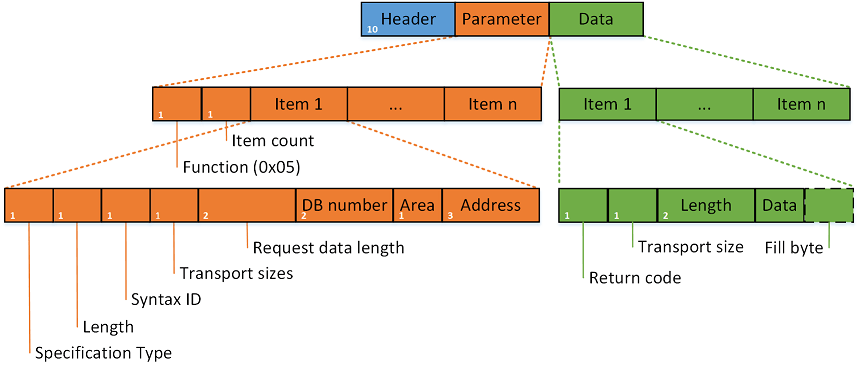 Header Parameter Data
10
Item 1 ... Item n
1 1
Item 1 ... Item n
Item count
Function (0x05)
DB number Area Address
1 1 1 1 2 2 1 3
Length Data
1 1 2
Request data length
Transport sizes
Syntax ID
Length
Specification Type
Transport size
Fill byte
Return code